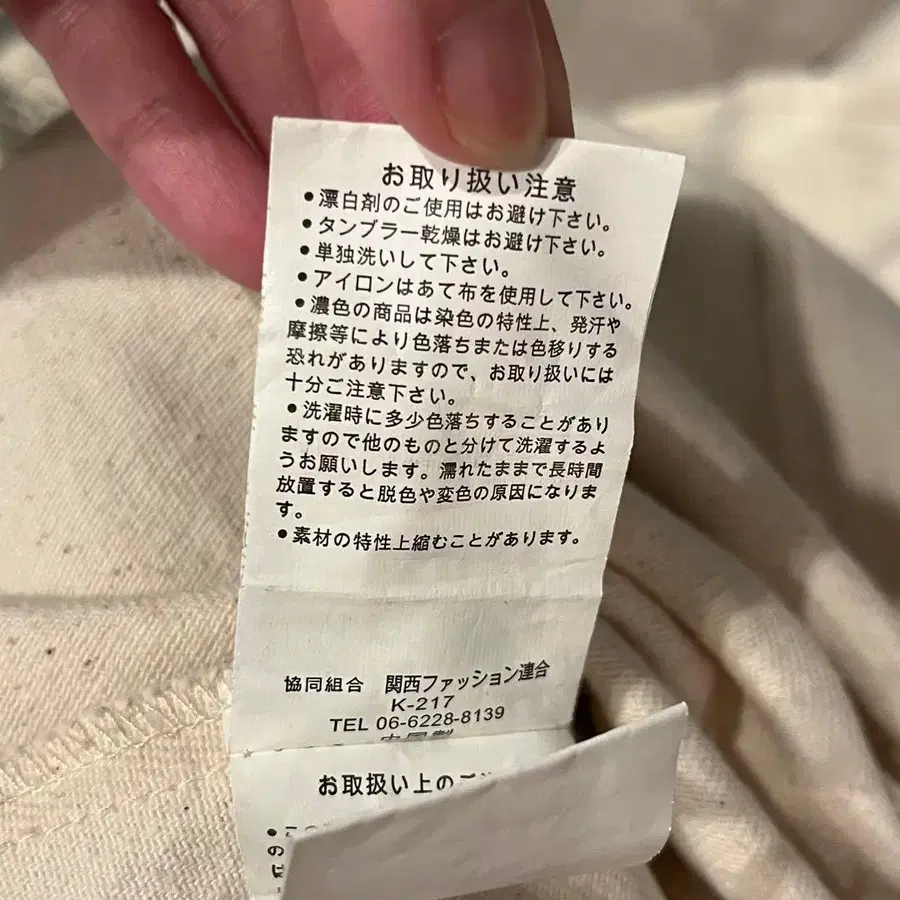 お取り扱い注意
●漂白剤のご使用はお避け下さい。
●タンブラー乾燥はお避け下さい。
●単独洗いして下さい。
●アイロンはあて布を使用して下さい。
●濃色の商品は染色の特性上、発汗や
摩擦等により色落ちまたは色移りする
恐れがありますので、お取り扱いには
十分ご注意下さい。
●洗濯時に多少色落ちすることがあり
ますので他のものと分けて洗濯するよ
うお願いします。濡れたままで長時間
放置すると脱色や変色の原因になりま
す。
●素材の特性上縮むことがあります。
協同組合 関西ファッション連合
K-217
TEL 06-6228-8139
お取扱い上のご
●この
の
は